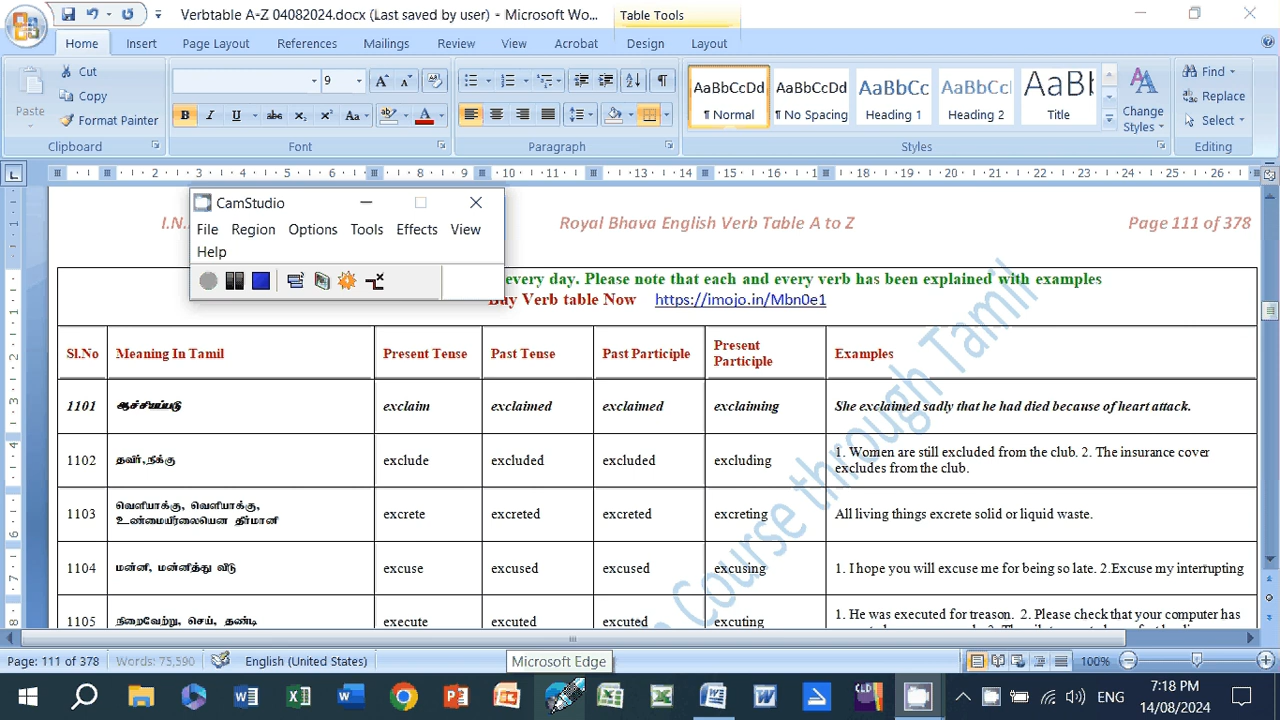 Verbtable A-Z 04082024.docx (Last saved by user) - Microsoft Wo...
Table Tools
Home Insert Page Layout References Mailings Review View Acrobat Design Layout
Paste
Cut
Copy
Format Painter
9
AaBbCcDd AaBbCcDd AaBbCc AaBbCcI AaBb
¶ Normal ¶ No Spacing Heading 1 Heading 2 Title
Change
Styles
Find
Replace
Select
Clipboard Font Paragraph Styles Editing
CamStudio
File Region Options Tools Effects View
Help
I.N.
Royal Bhava English Verb Table A to Z
Page 111 of 378
every day. Please note that each and every verb has been explained with examples
Buy Verb table Now https://imojo.in/Mbn0e1
Sl.No Meaning In Tamil Present Tense Past Tense Past Participle Present Participle Examples
1101 exclaim exclaimed exclaimed exclaiming She exclaimed sadly that he had died because of heart attack.
1102 தவிர், நீக்கு exclude excluded excluded excluding 1. Women are still excluded from the club. 2. The insurance cover
excludes from the club.
1103 வெளியாக்கு, வெளியாக்கு, excrete excreted excreted excreting All living things excrete solid or liquid waste.
1104 மன்னி, மன்னித்து விடு excuse excused excused excusing 1. I hope you will excuse me for being so late. 2.Excuse my interrupting
1105 நிறைவேற்று, செய், தண்டி execute excuted excuted excuting 1. He was executed for treason. 2. Please check that your computer has
Course through Tamil
Page: 111 of 378 Words: 75,590 English (United States) 100%
Microsoft Edge
ENG
7:18 PM
14/08/2024